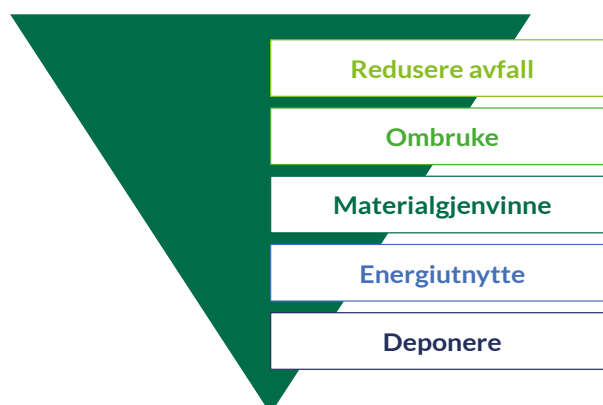 Redusere avfall
Ombruke
Materialgjenvinne
Energiutnytte
Deponere